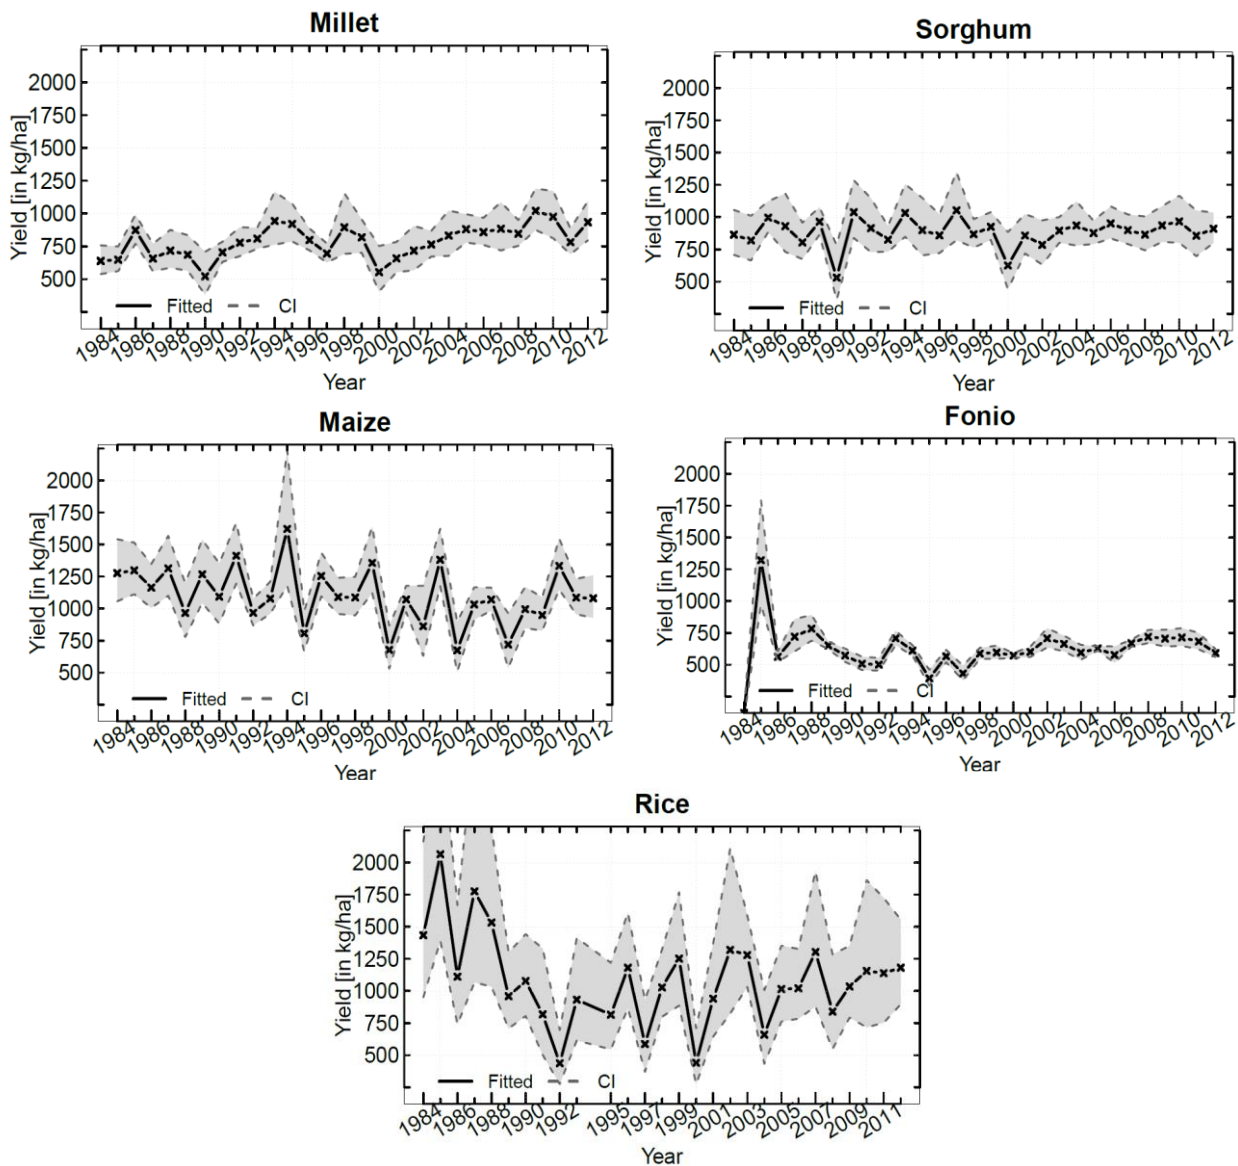 Millet
Yield [in kg/ha]
2000
1750
1500
1250
1000
750
500
Fitted CI
1984 1986 1988 1990 1992 1994 1996 1998 2000 2002 2004 2006 2008 2010 2012
Year
Sorghum
Yield [in kg/ha]
2000
1750
1500
1250
1000
750
500
Fitted CI
1984 1986 1988 1990 1992 1994 1996 1998 2000 2002 2004 2006 2008 2010 2012
Year
Maize
Yield [in kg/ha]
2000
1750
1500
1250
1000
750
500
Fitted CI
1984 1986 1988 1990 1992 1994 1996 1998 2000 2002 2004 2006 2008 2010 2012
Year
Fonio
Yield [in kg/ha]
2000
1750
1500
1250
1000
750
500
Fitted CI
1984 1986 1988 1990 1992 1994 1996 1998 2000 2002 2004 2006 2008 2010 2012
Year
Rice
Yield [in kg/ha]
2000
1750
1500
1250
1000
750
500
Fitted CI
1984 1986 1988 1990 1992 1995 1997 1999 2001 2003 2005 2007 2009 2011
Year